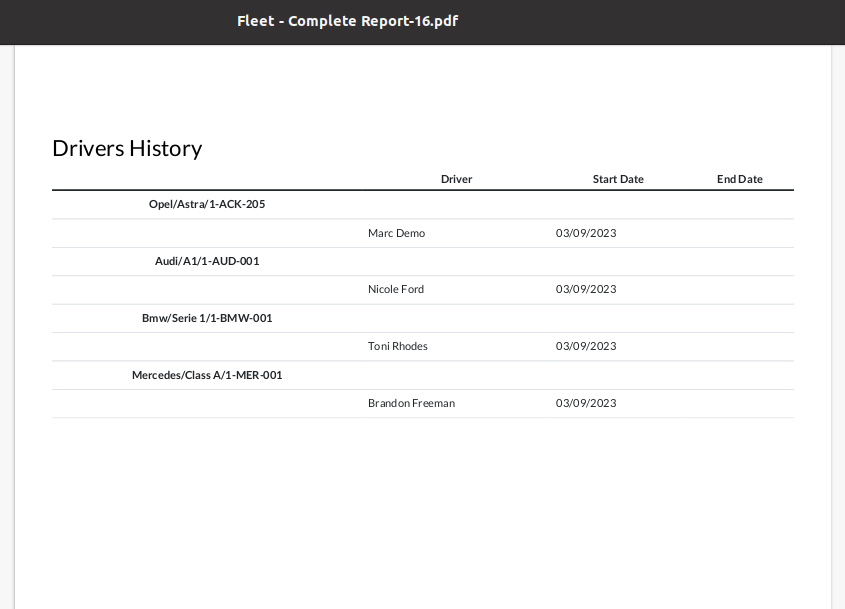 Fleet - Complete Report-16.pdf
Drivers History
Driver Start Date End Date
Opel/Astra/1-ACK-205
Marc Demo 03/09/2023
Audi/A1/1-AUD-001
Nicole Ford 03/09/2023
Bmw/Serie 1/1-BMW-001
Toni Rhodes 03/09/2023
Mercedes/Class A/1-MER-001
Brandon Freeman 03/09/2023